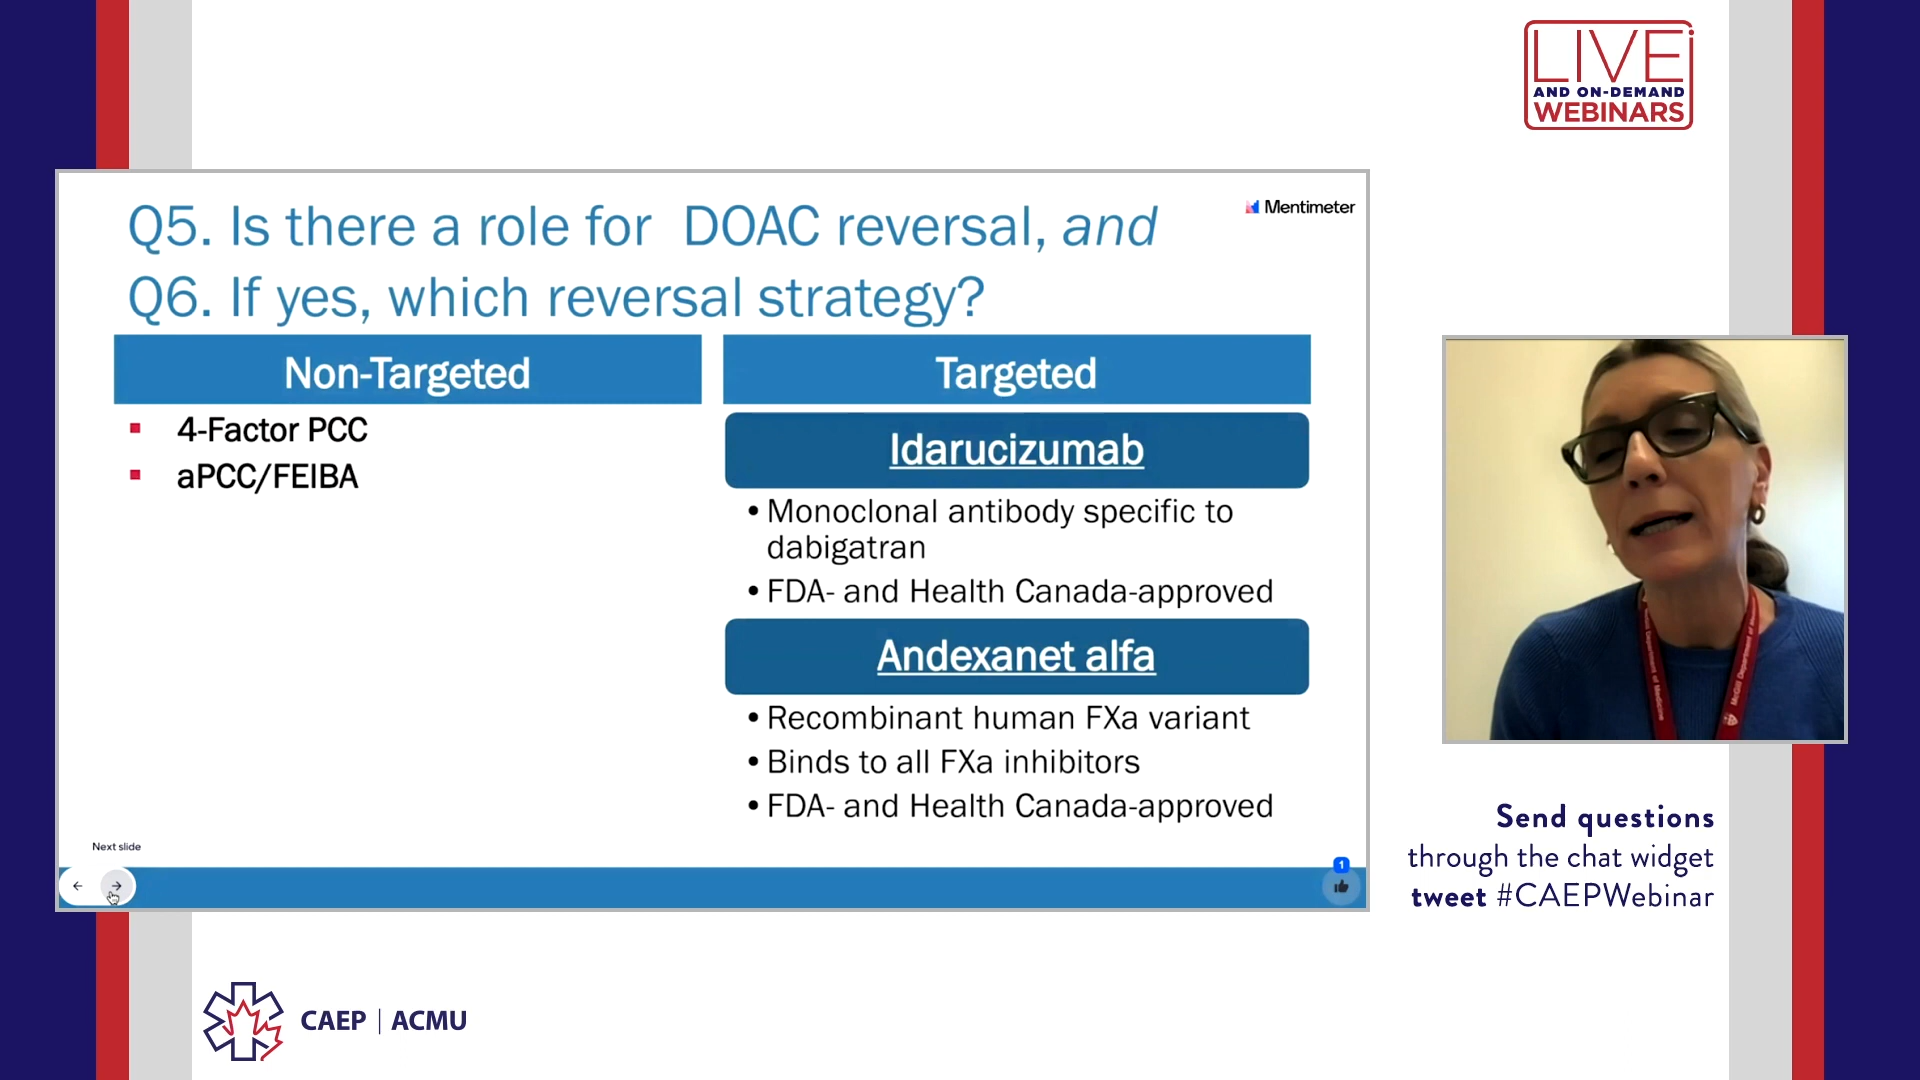 LIVE
AND ON-DEMAND
WEBINARS
Mentimeter
Q5. Is there a role for DOAC reversal, and
Q6. If yes, which reversal strategy?
Non-Targeted
4-Factor PCC
aPCC/FEIBA
Targeted
Idarucizumab
Monoclonal antibody specific to
dabigatran
FDA- and Health Canada-approved
Andexanet alfa
Recombinant human FXa variant
Binds to all FXa inhibitors
FDA- and Health Canada-approved
Next slide
1
Send questions
through the chat widget
tweet #CAEPWebinar
CAEP | ACMU